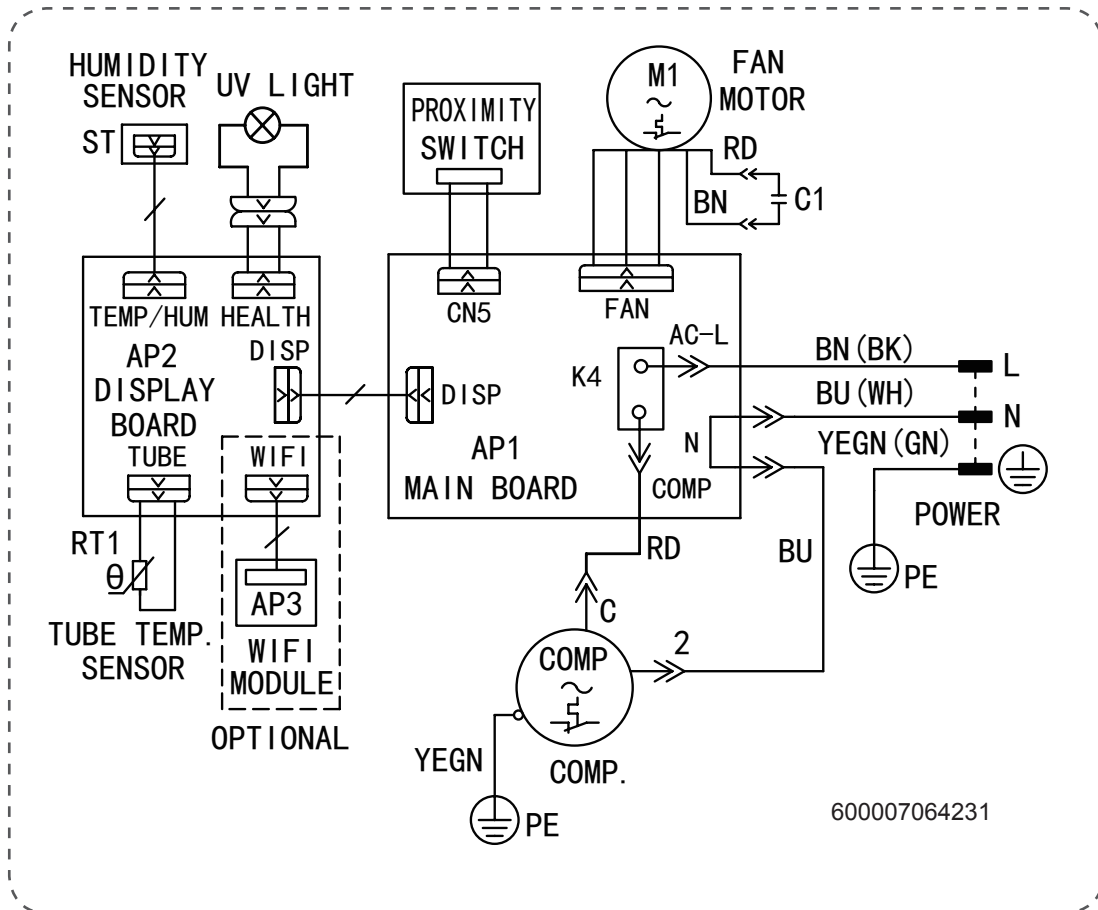 HUMIDITY
SENSOR
ST
UV LIGHT
PROXIMITY
SWITCH
M1
FAN
MOTOR
RD
BN
C1
TEMP/HUM
HEALTH
AP2
DISPLAY
BOARD
DISP
TUBE
WIFI
CN5
FAN
DISP
K4
AC-L
N
AP1
MAIN BOARD
COMP
BN(BK)
L
BU(WH)
N
YEGN(GN)
POWER
PE
RT1
θ
TUBE TEMP.
SENSOR
AP3
WIFI
MODULE
OPTIONAL
RD
BU
C
2
COMP
YEGN
COMP.
PE
600007064231